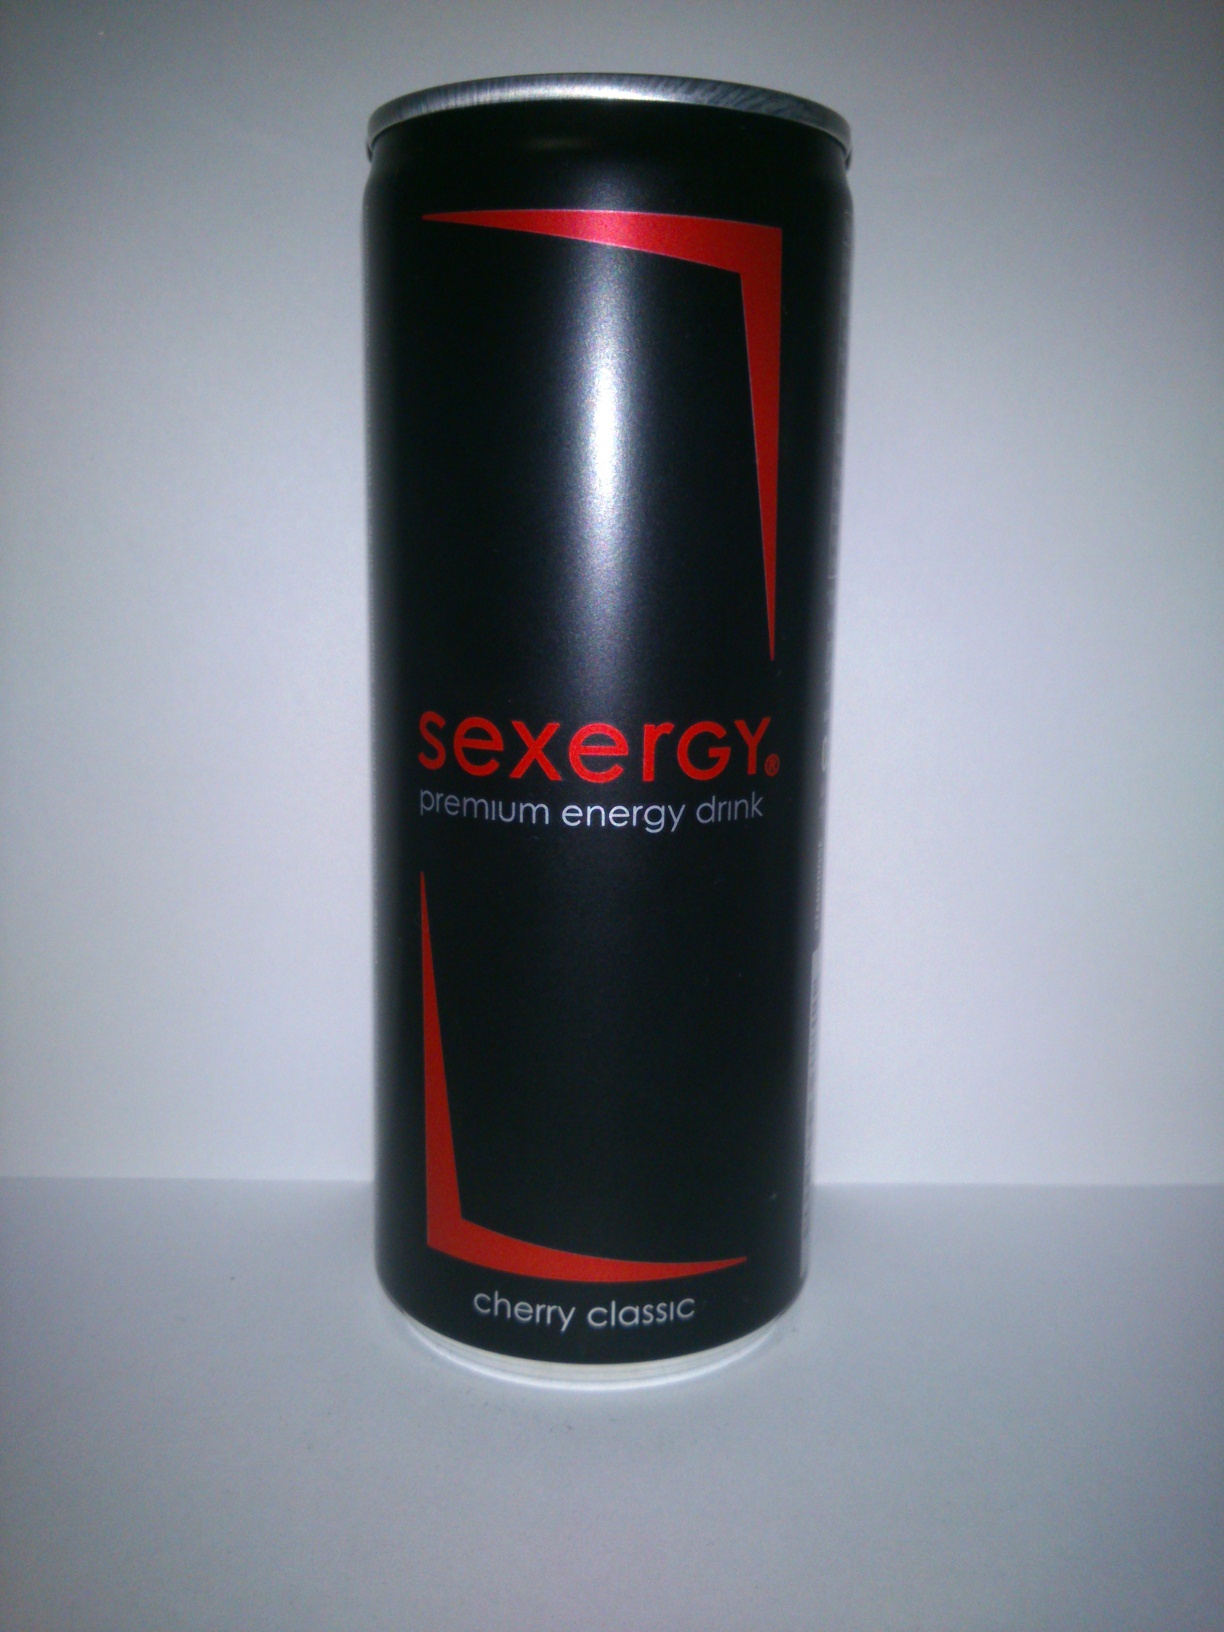 sexerGY®
premium energy drink
cherry classic